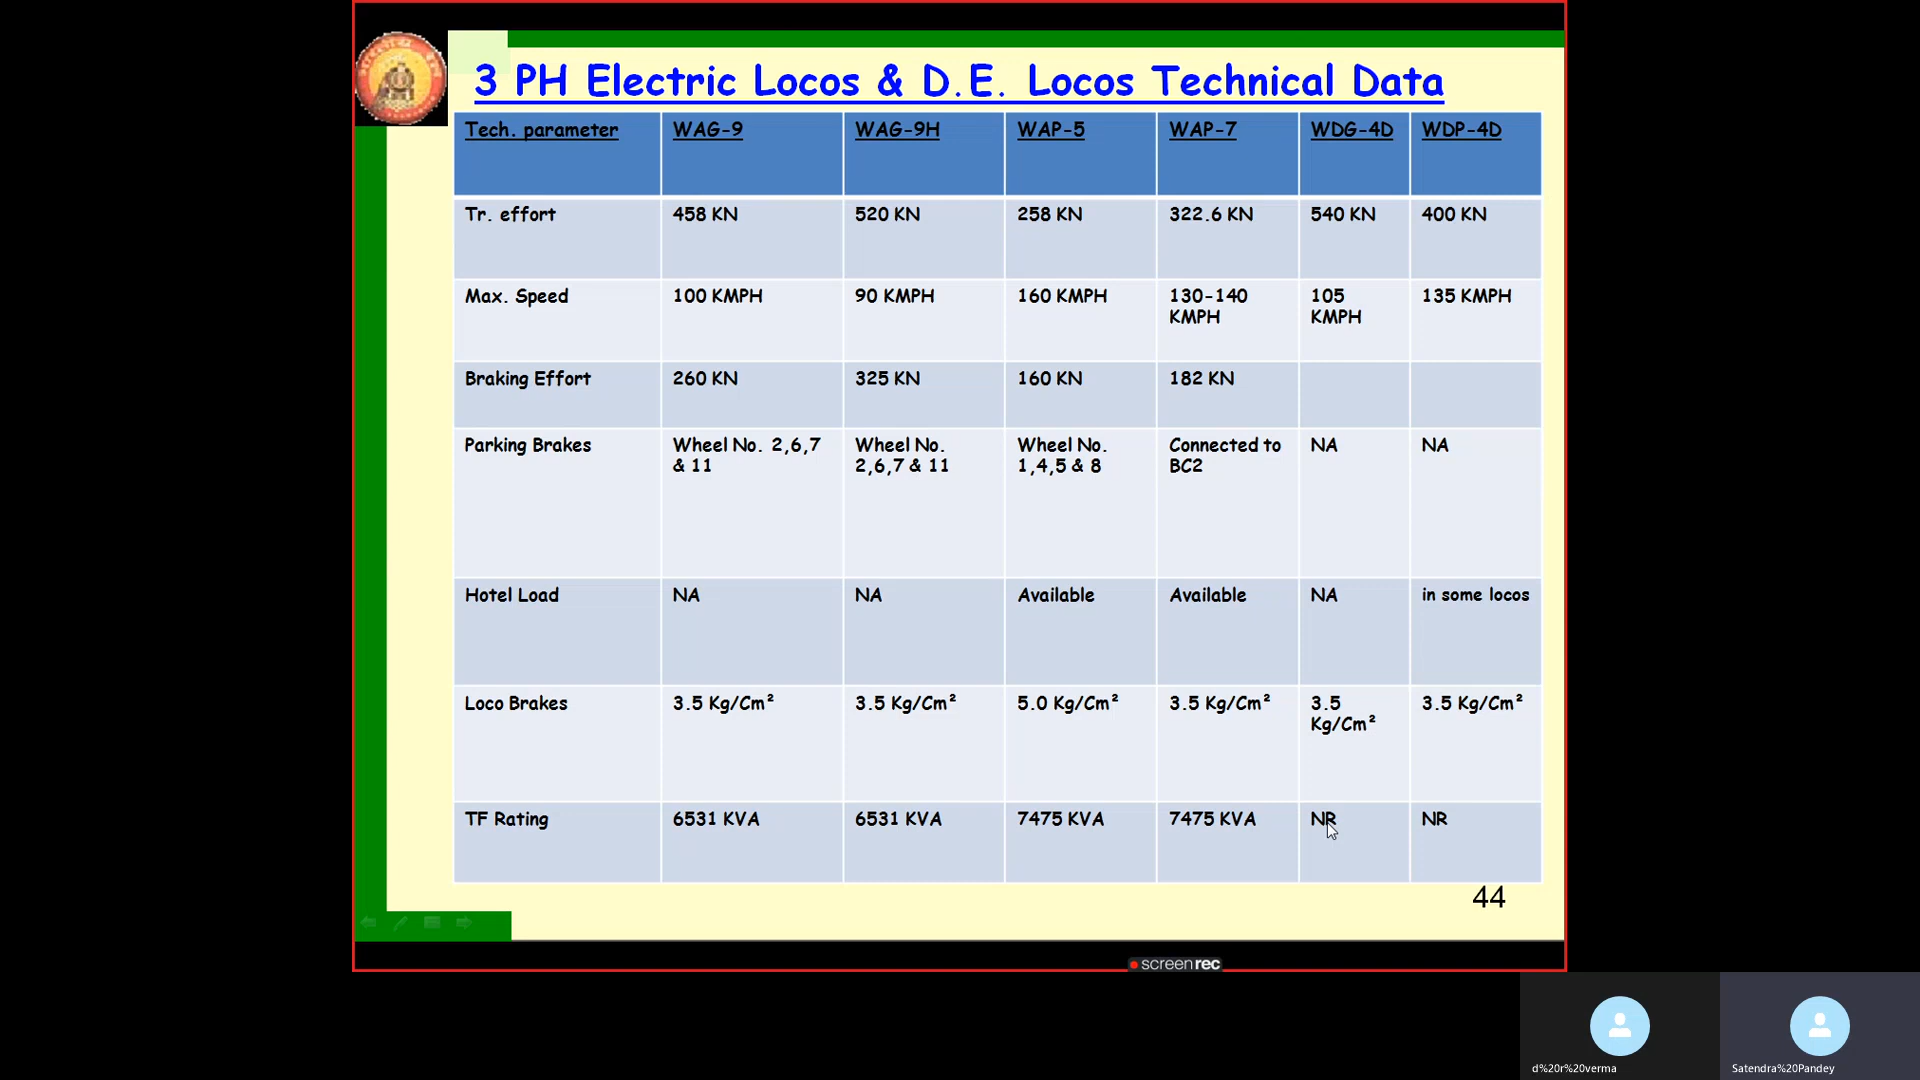 3 PH Electric Locos & D.E. Locos Technical Data
Tech. parameter WAG-9 WAG-9H WAP-5 WAP-7 WDG-4D WDP-4D
Tr. effort 458 KN 520 KN 258 KN 322.6 KN 540 KN 400 KN
Max. Speed 100 KMPH 90 KMPH 160 KMPH 130-140 105 135 KMPH
KMPH KMPH
Braking Effort 260 KN 325 KN 160 KN 182 KN
Parking Brakes Wheel No. 2,6,7 Wheel No. Wheel No. Connected to NA NA
& 11 2,6,7 & 11 1,4,5 & 8 BC2
Hotel Load NA NA Available Available NA in some locos
Loco Brakes 3.5 Kg/Cm² 3.5 Kg/Cm² 5.0 Kg/Cm² 3.5 Kg/Cm² 3.5 3.5 Kg/Cm²
Kg/Cm²
TF Rating 6531 KVA 6531 KVA 7475 KVA 7475 KVA NR NR
44
screenrec
d%20r%20verma Satendra%20Pandey